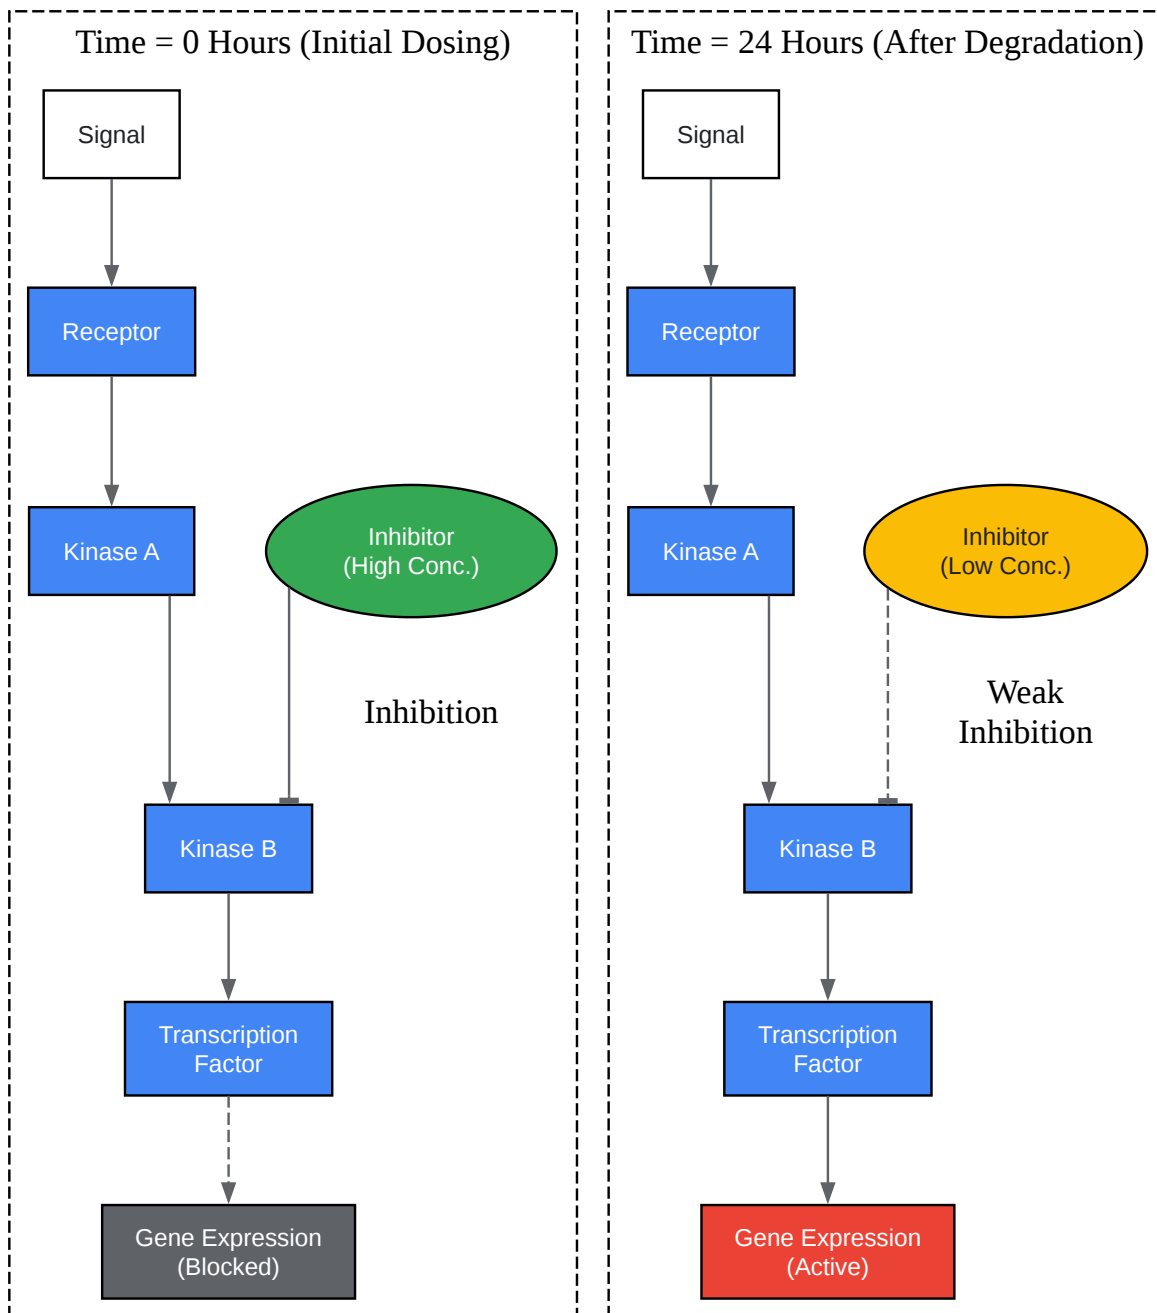 Time = 0 Hours (Initial Dosing)
Signal
Receptor
Kinase A
Inhibitor
(High Conc.)
Inhibition
Kinase B
Transcription
Factor
Gene Expression
(Blocked)
Time = 24 Hours (After Degradation)
Signal
Receptor
Kinase A
Inhibitor
(Low Conc.)
Weak
Inhibition
Kinase B
Transcription
Factor
Gene Expression
(Active)